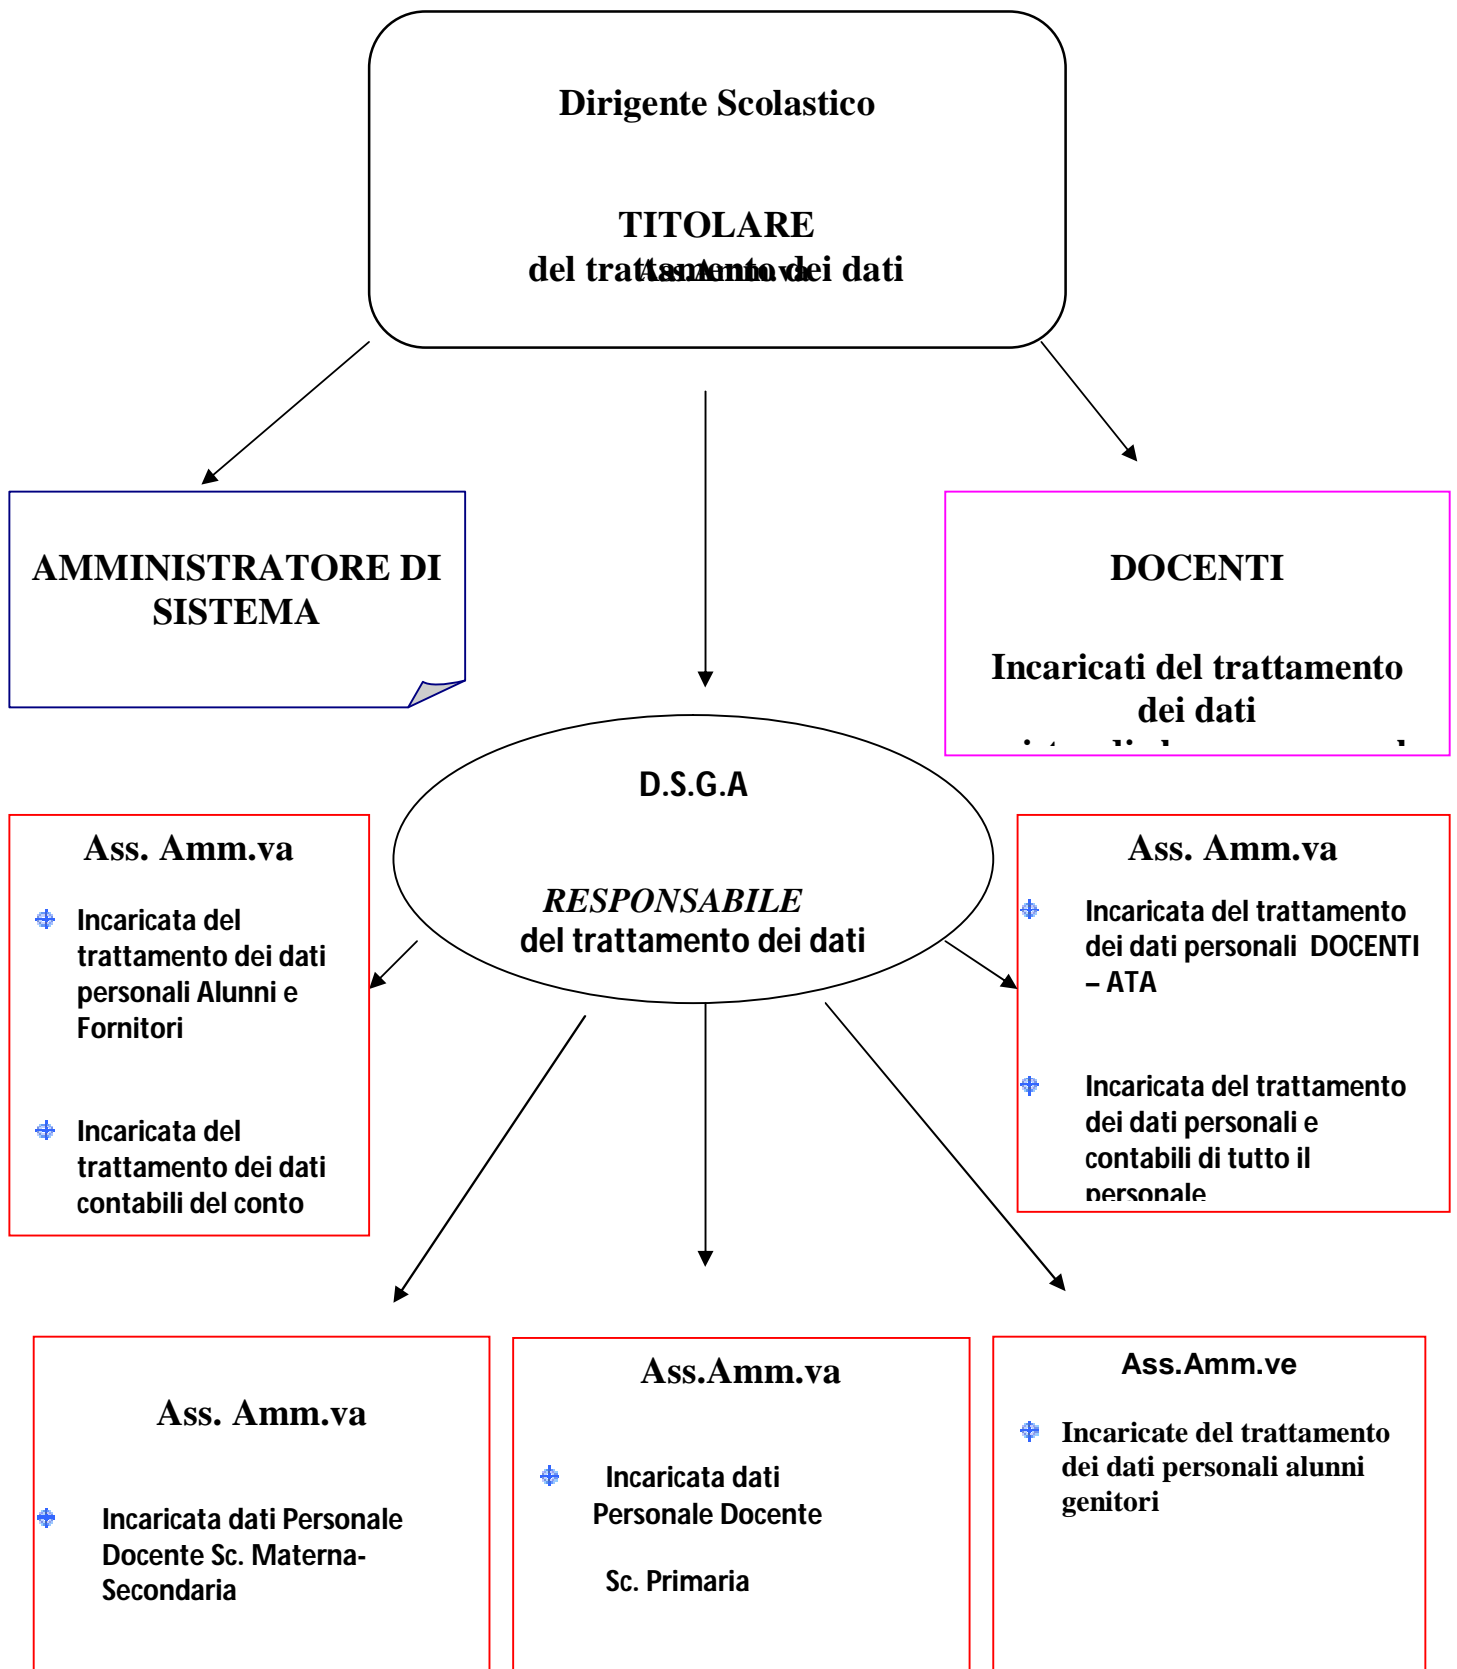 Dirigente Scolastico
TITOLARE
del trattamento dei dati
Ass.Amm.va
AMMINISTRATORE DI
SISTEMA
DOCENTI
Incaricati del trattamento
dei dati
D.S.G.A
RESPONSABILE
del trattamento dei dati
Ass. Amm.va
Incaricata del
trattamento dei dati
personali Alunni e
Fornitori
Incaricata del
trattamento dei dati
contabili del conto
Ass. Amm.va
Incaricata del trattamento
dei dati personali DOCENTI
– ATA
Incaricata del trattamento
dei dati personali e
contabili di tutto il
personale
Ass. Amm.va
Incaricata dati Personale
Docente Sc. Materna-
Secondaria
Ass.Amm.va
Incaricata dati
Personale Docente
Sc. Primaria
Ass.Amm.ve
Incaricate del trattamento
dei dati personali alunni
genitori